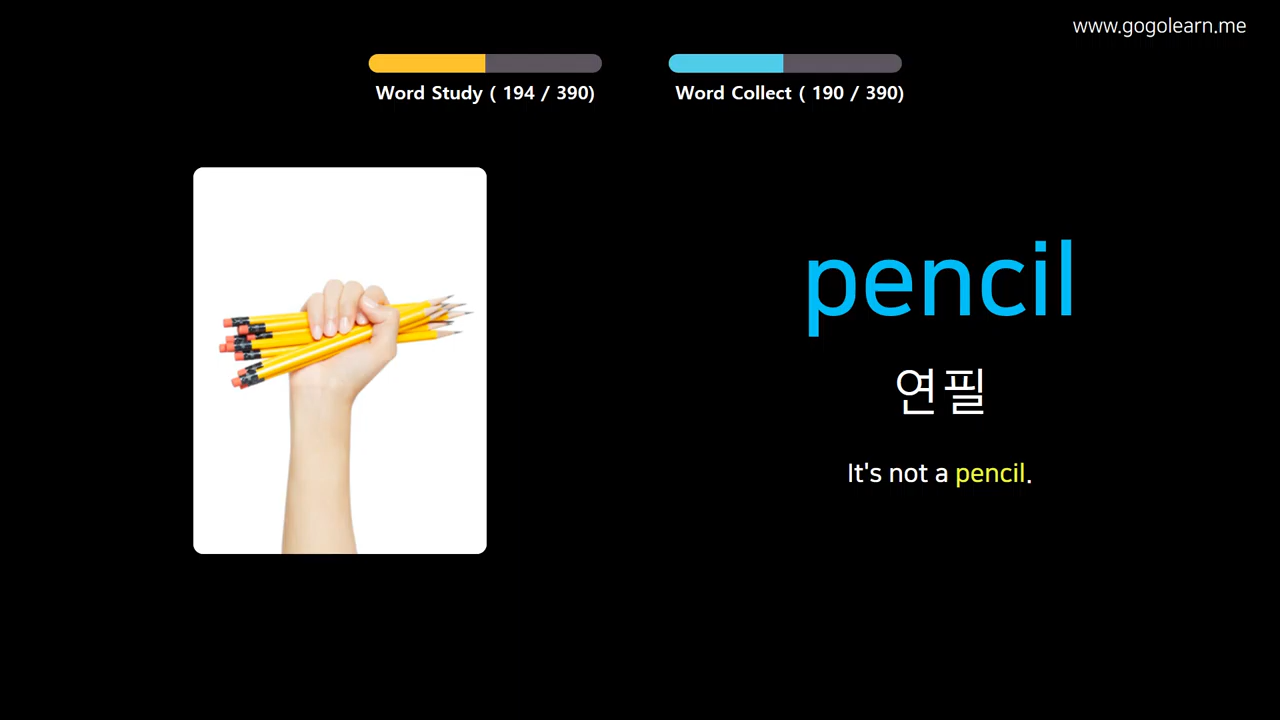 www.gogolearn.me
Word Study ( 194 / 390)
Word Collect ( 190 / 390)
pencil
연필
It's not a pencil.